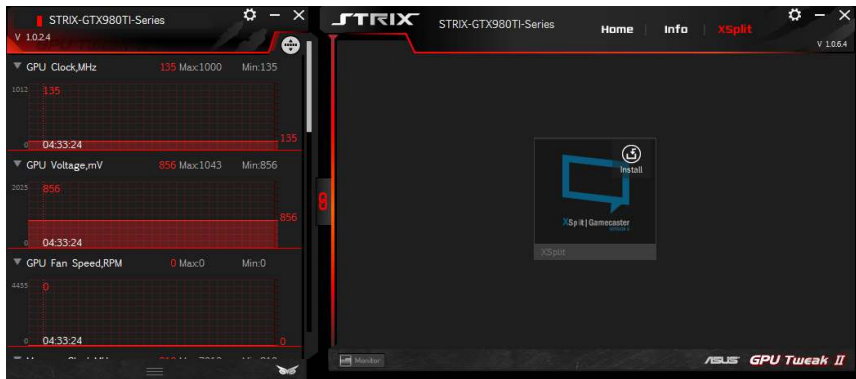 STRIX-GTX980TI-Series
V 1.0.2.4
GPU Clock,MHz 135 Max:1000 Min:135
1012 135
135
0 04:33:24
GPU Voltage,mV 856 Max:1043 Min:856
2025 856
856
0 04:33:24
GPU Fan Speed,RPM 0 Max:0 Min:0
4455 0
0 04:33:24 0
STRIX STRIX-GTX980TI-Series Home Info XSplit
V 1.0.6.4
Install
XSplit | Gamecaster
XSplit
Monitor
ASUS GPU Tweak II